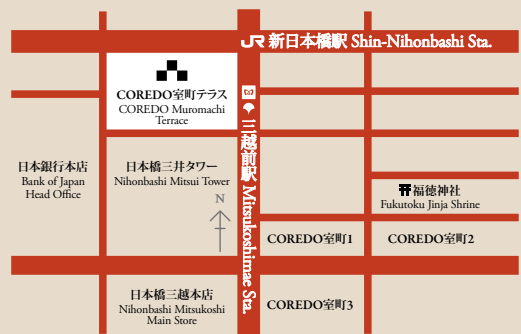 JR 新日本橋駅 Shin-Nihonbashi Sta.
COREDO室町テラス
COREDO Muromachi
Terrace
三越前駅 Mitsukoshimae Sta.
日本銀行本店
Bank of Japan
Head Office
日本橋三井タワー
Nihonbashi Mitsui Tower
N
福徳神社
Fukutoku Jinja Shrine
COREDO室町1
COREDO室町2
日本橋三越本店
Nihonbashi Mitsukoshi
Main Store
COREDO室町3